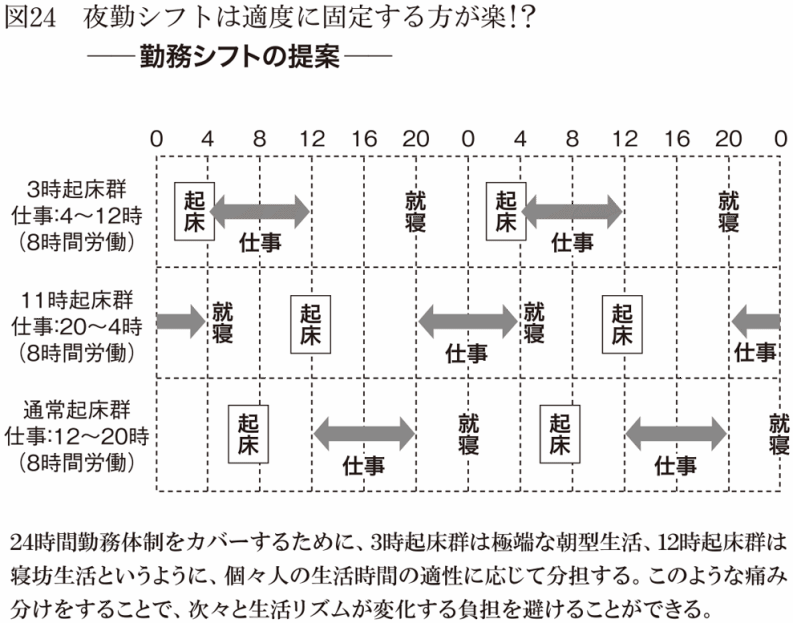 図24　夜勤シフトは適度に固定する方が楽!?
――勤務シフトの提案――
0 4 8 12 16 20 0 4 8 12 16 20 0
3時起床群
仕事:4〜12時
(8時間労働)
起床 仕事 就寝 起床 仕事 就寝
11時起床群
仕事:20〜4時
(8時間労働)
就寝 起床 仕事 就寝 起床 仕事
通常起床群
仕事:12〜20時
(8時間労働)
起床 仕事 就寝 起床 仕事 就寝
24時間勤務体制をカバーするために、3時起床群は極端な朝型生活、12時起床群は
寝坊生活というように、個々人の生活時間の適性に応じて分担する。このような痛み
分けをすることで、次々と生活リズムが変化する負担を避けることができる。